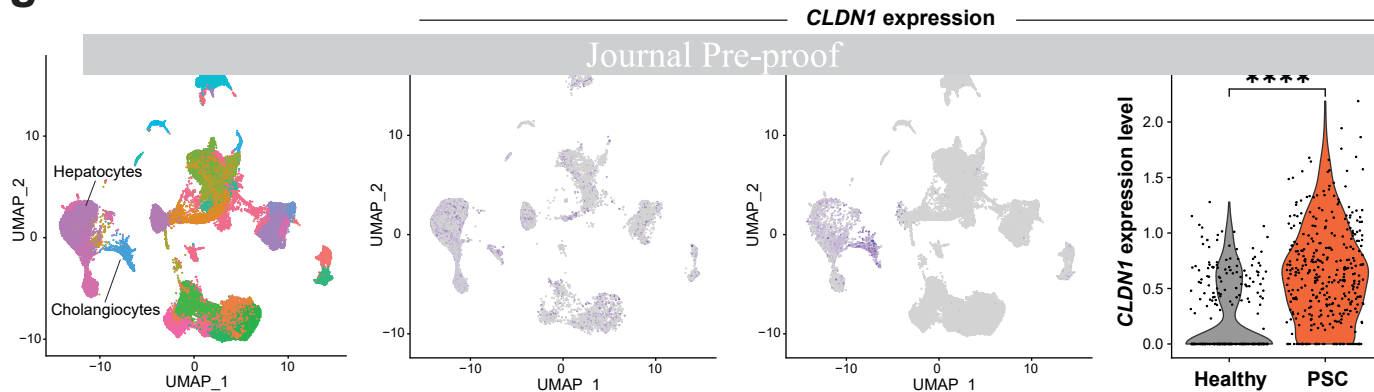 CLDN1 expression
Journal Pre-proof
UMAP_2
10
0
−10
Hepatocytes
Cholangiocytes
−10
0
10
UMAP_1
UMAP_2
10
0
−10
−10
0
10
UMAP_1
UMAP_2
10
0
−10
−10
0
10
UMAP_1
CLDN1 expression level
****
2.0
1.5
1.0
0.5
0.0
Healthy
PSC